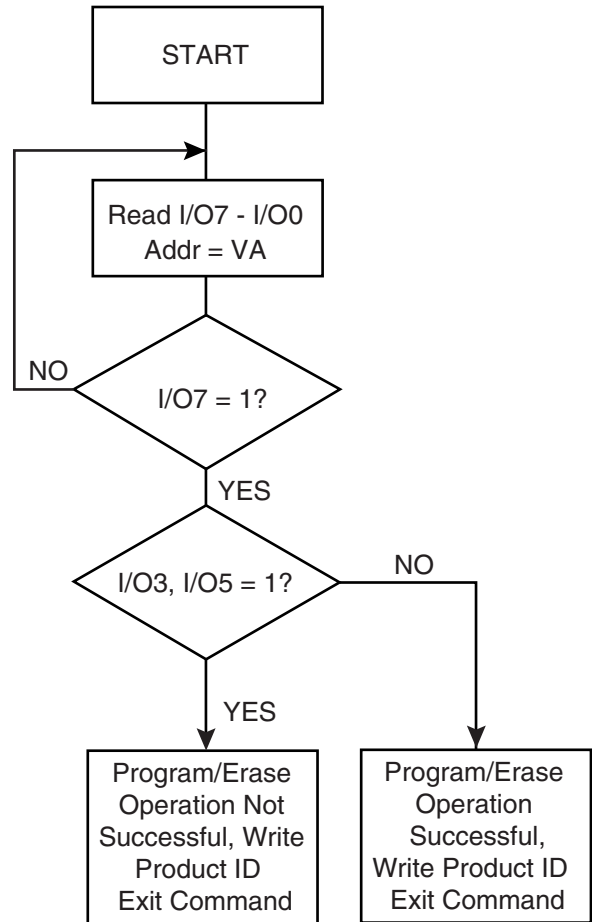 START
Read I/O7 - I/O0
Addr = VA
NO
I/O7 = 1?
YES
I/O3, I/O5 = 1?
NO
YES
Program/Erase
Operation Not
Successful, Write
Product ID
Exit Command
Program/Erase
Operation
Successful,
Write Product ID
Exit Command